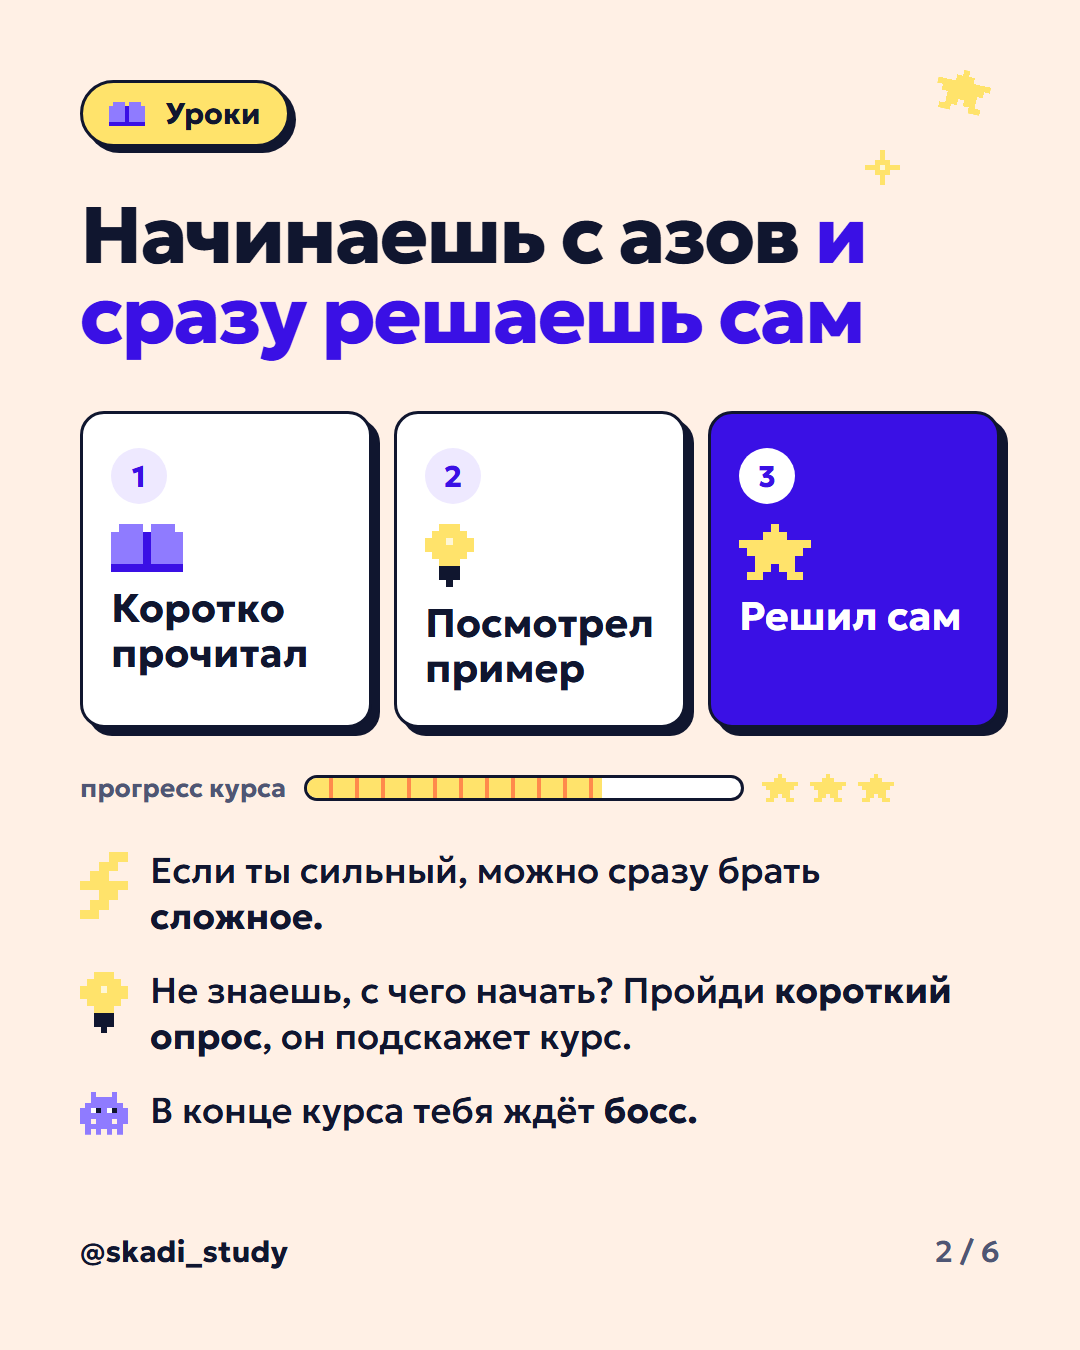 Уроки
Начинаешь с азов и
сразу решаешь сам
1
Коротко
прочитал
2
Посмотрел
пример
3
Решил сам
прогресс курса
Если ты сильный, можно сразу брать
сложное.
Не знаешь, с чего начать? Пройди короткий
опрос, он подскажет курс.
В конце курса тебя ждёт босс.
@skadi_study
2 / 6